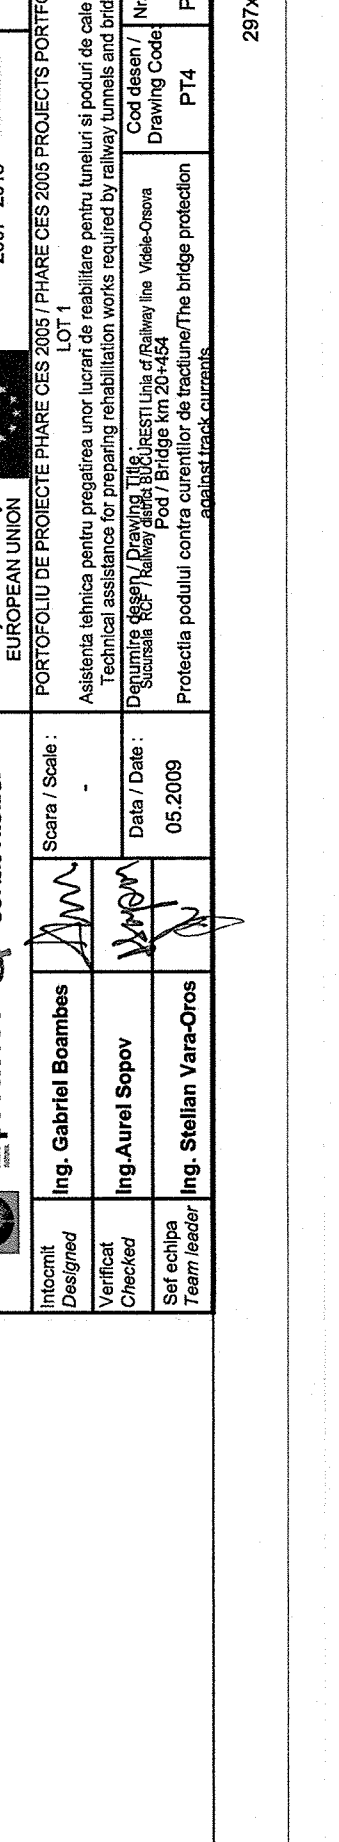 EUROPEAN UNION
PORTOFOLIU DE PROIECTE PHARE CES 2005 / PHARE CES 2005 PROJECTS
LOT 1
Asistenta tehnica pentru pregatirea unor lucrari de reabilitare pentru tuneluri si poduri de cale
Technical assistance for preparing rehabilitation works required by railway tunnels and
Intocmit
Designed
Ing. Gabriel Boambes
Scara / Scale :
-
Verificat
Checked
Ing.Aurel Sopov
Data / Date :
05.2009
Sef echipa
Team leader
Ing. Stelian Vara-Oros
Denumire desen / Drawing Title :
Sucursala RCF / Railway district BUCURESTI Linia cf /Railway line Videle-Orsova
Pod / Bridge km 20+454
Protectia podului contra curentilor de tractiune/The bridge protection
against track currents
Cod desen /
Drawing Code:
PT4
Nr.
297x